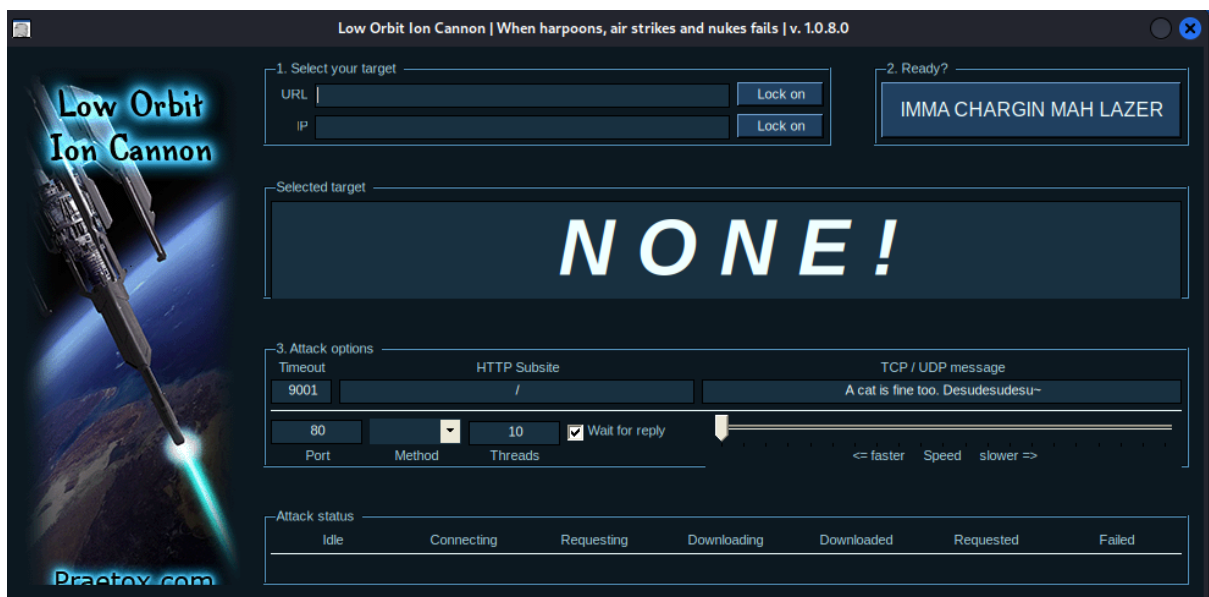 Low Orbit Ion Cannon | When harpoons, air strikes and nukes fails | v. 1.0.8.0
Low Orbit
Ion Cannon
Praetox.com
1. Select your target
URL Lock on
IP Lock on
2. Ready?
IMMA CHARGIN MAH LAZER
Selected target
NONE!
3. Attack options
Timeout HTTP Subsite TCP / UDP message
9001 / A cat is fine too. Desudesudesu~
80 10 Wait for reply
Port Method Threads <= faster Speed slower =>
Attack status
Idle Connecting Requesting Downloading Downloaded Requested Failed